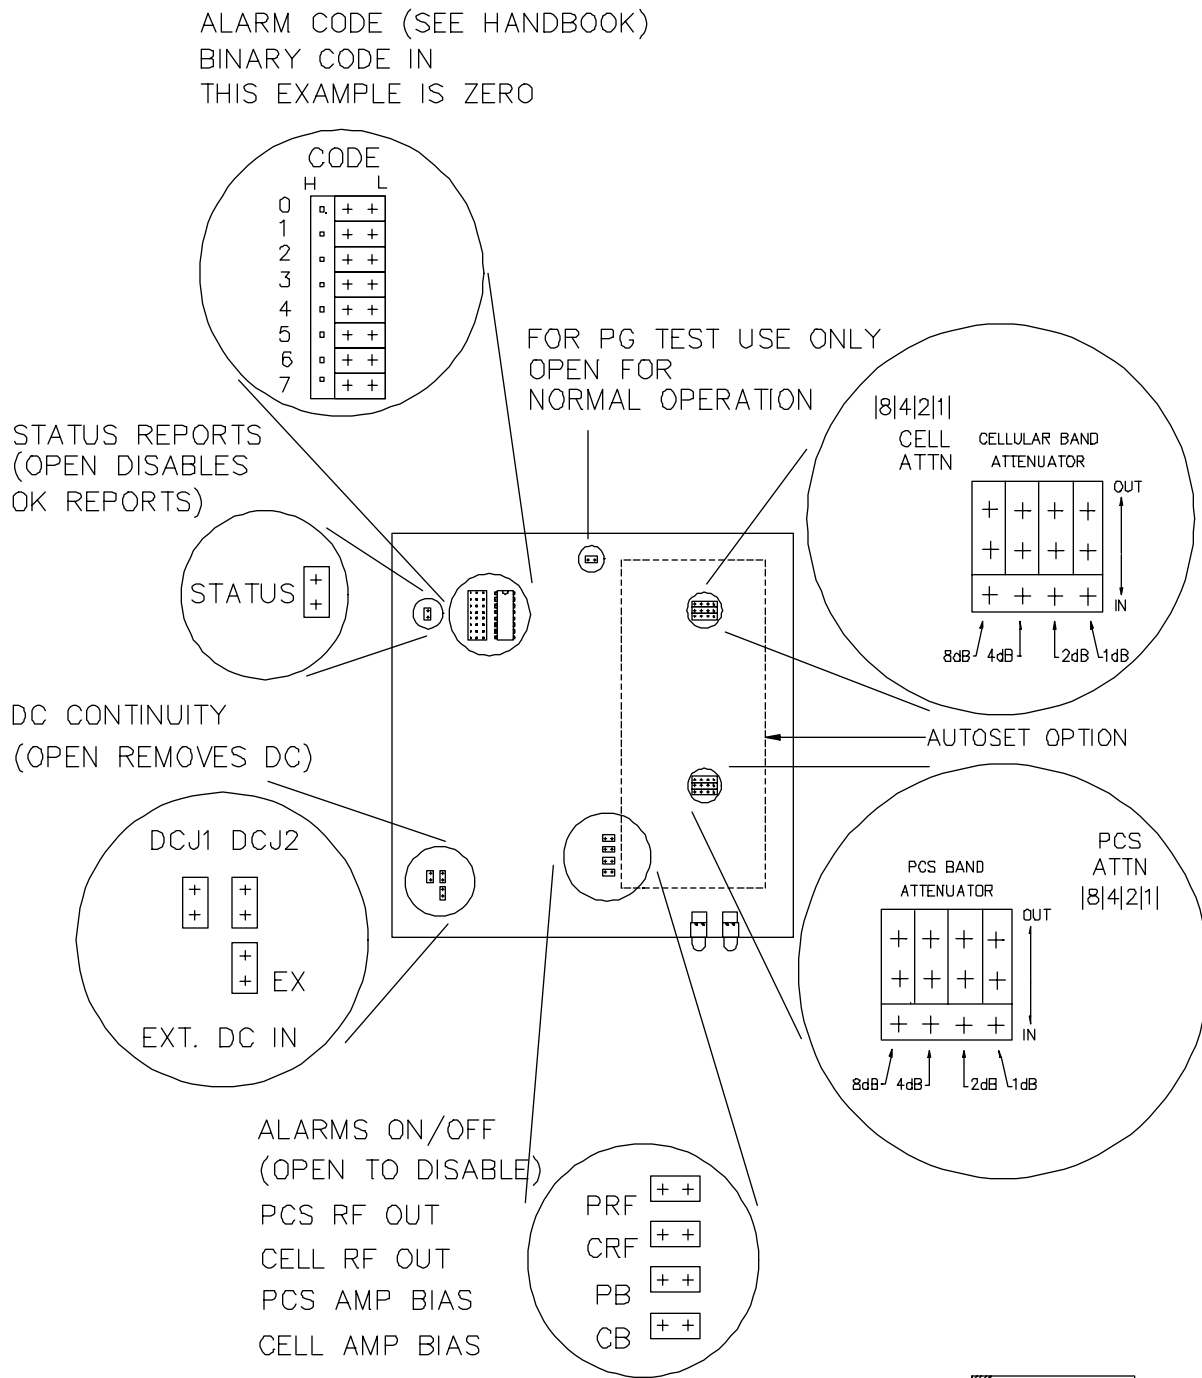 ALARM CODE (SEE HANDBOOK)
BINARY CODE IN
THIS EXAMPLE IS ZERO
CODE
H L
0
1
2
3
4
5
6
7
FOR PG TEST USE ONLY
OPEN FOR
NORMAL OPERATION
|8|4|2|1|
CELL
ATTN
CELLULAR BAND
ATTENUATOR
OUT
IN
8dB 4dB 2dB 1dB
STATUS REPORTS
(OPEN DISABLES
OK REPORTS)
STATUS
DC CONTINUITY
(OPEN REMOVES DC)
AUTOSET OPTION
DCJ1 DCJ2
EX
EXT. DC IN
PCS
ATTN
|8|4|2|1|
PCS BAND
ATTENUATOR
OUT
IN
8dB 4dB 2dB 1dB
ALARMS ON/OFF
(OPEN TO DISABLE)
PCS RF OUT
CELL RF OUT
PCS AMP BIAS
CELL AMP BIAS
PRF
CRF
PB
CB